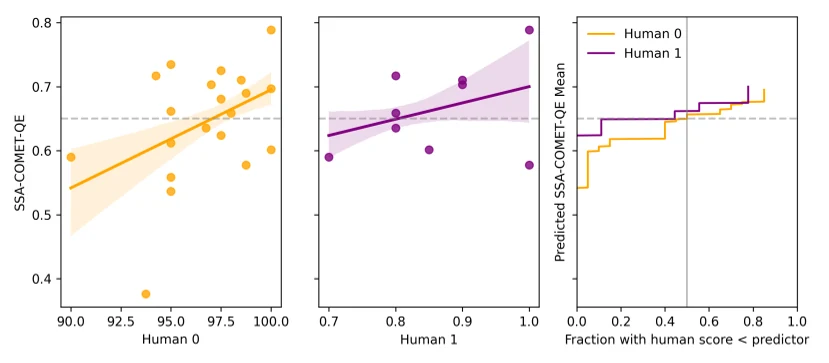 0.8
0.7
0.6
0.5
0.4
SSA-COMET-QE
90.0 92.5 95.0 97.5 100.0
Human 0
0.7 0.8 0.9 1.0
Human 1
Predicted SSA-COMET-QE Mean
Human 0
Human 1
0.0 0.2 0.4 0.6 0.8 1.0
Fraction with human score < predictor